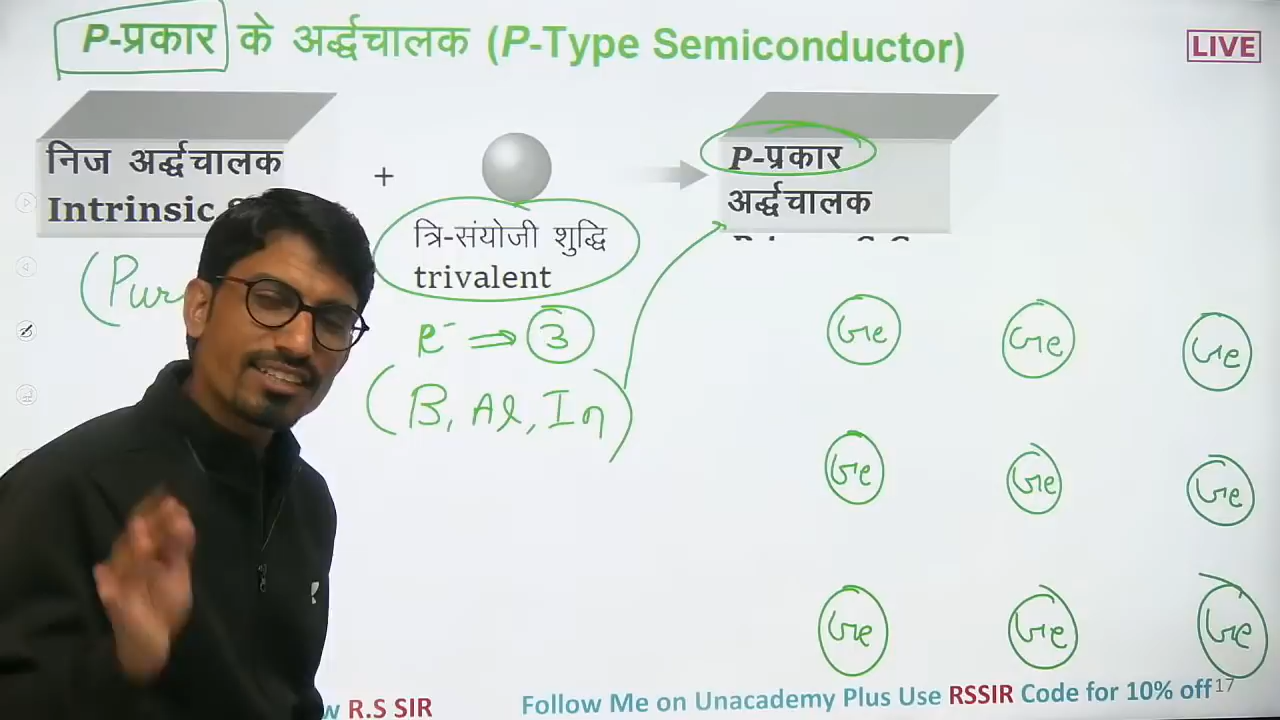 P-प्रकार के अर्द्धचालक (P-Type Semiconductor)
LIVE
निज अर्द्धचालक
Intrinsic
+
त्रि-संयोजी शुद्धि
trivalent
P-प्रकार
अर्द्धचालक
(Pur
e⁻ ⇒ 3
(B, Al, In)
Ge Ge Ge
Ge Ge Ge
Ge Ge Ge
R.S SIR
Follow Me on Unacademy Plus Use RSSIR Code for 10% off
17